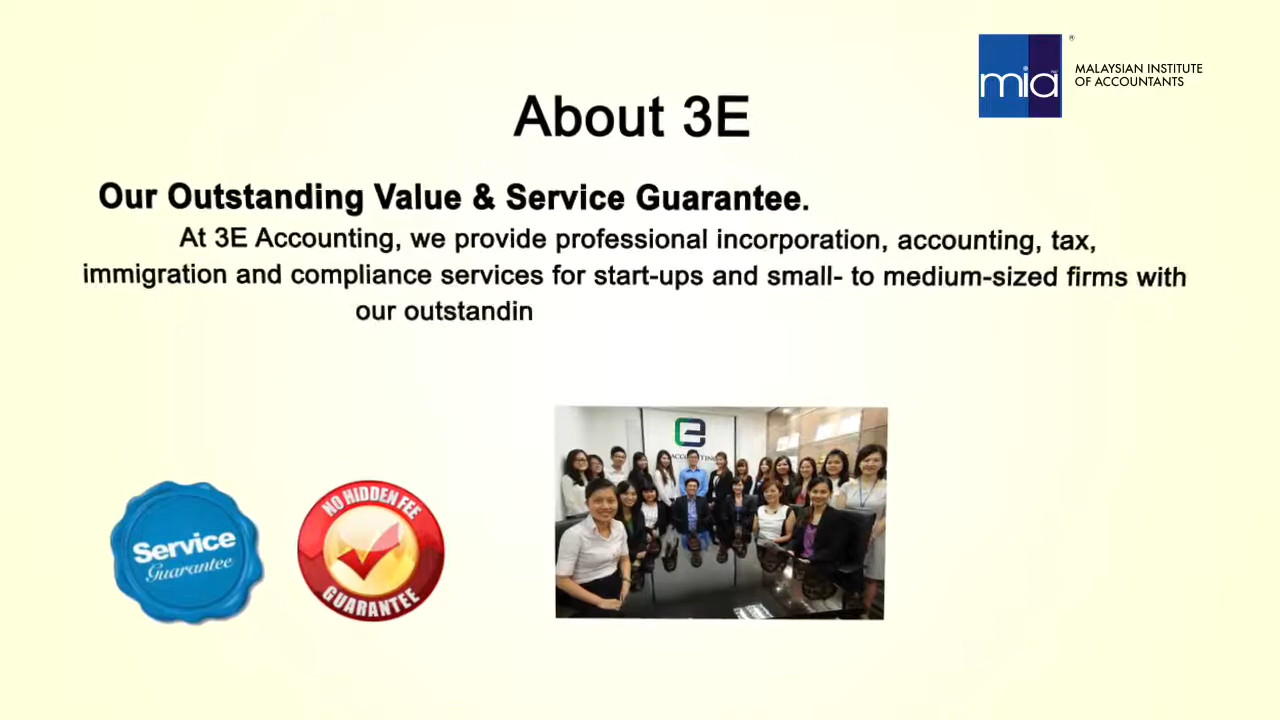 mia
®
MALAYSIAN INSTITUTE
OF ACCOUNTANTS
About 3E
Our Outstanding Value & Service Guarantee.
At 3E Accounting, we provide professional incorporation, accounting, tax,
immigration and compliance services for start-ups and small- to medium-sized firms with
our outstandin
Service
Guarantee
NO HIDDEN FEE
GUARANTEE